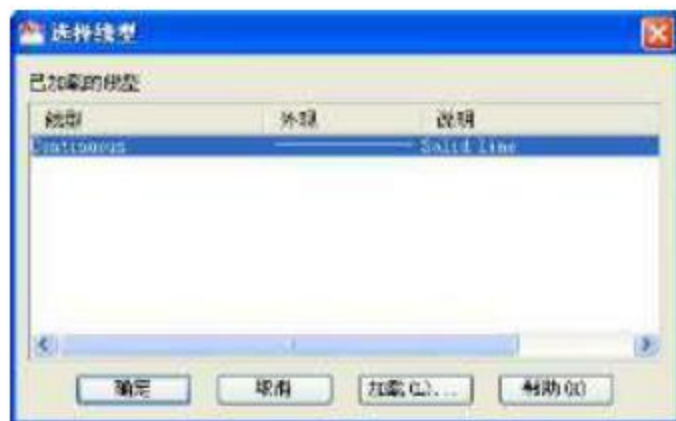 选择线型
已加载的线型
线型 外观 说明
Continuous Solid line
确定 取消 加载(L)... 帮助(H)